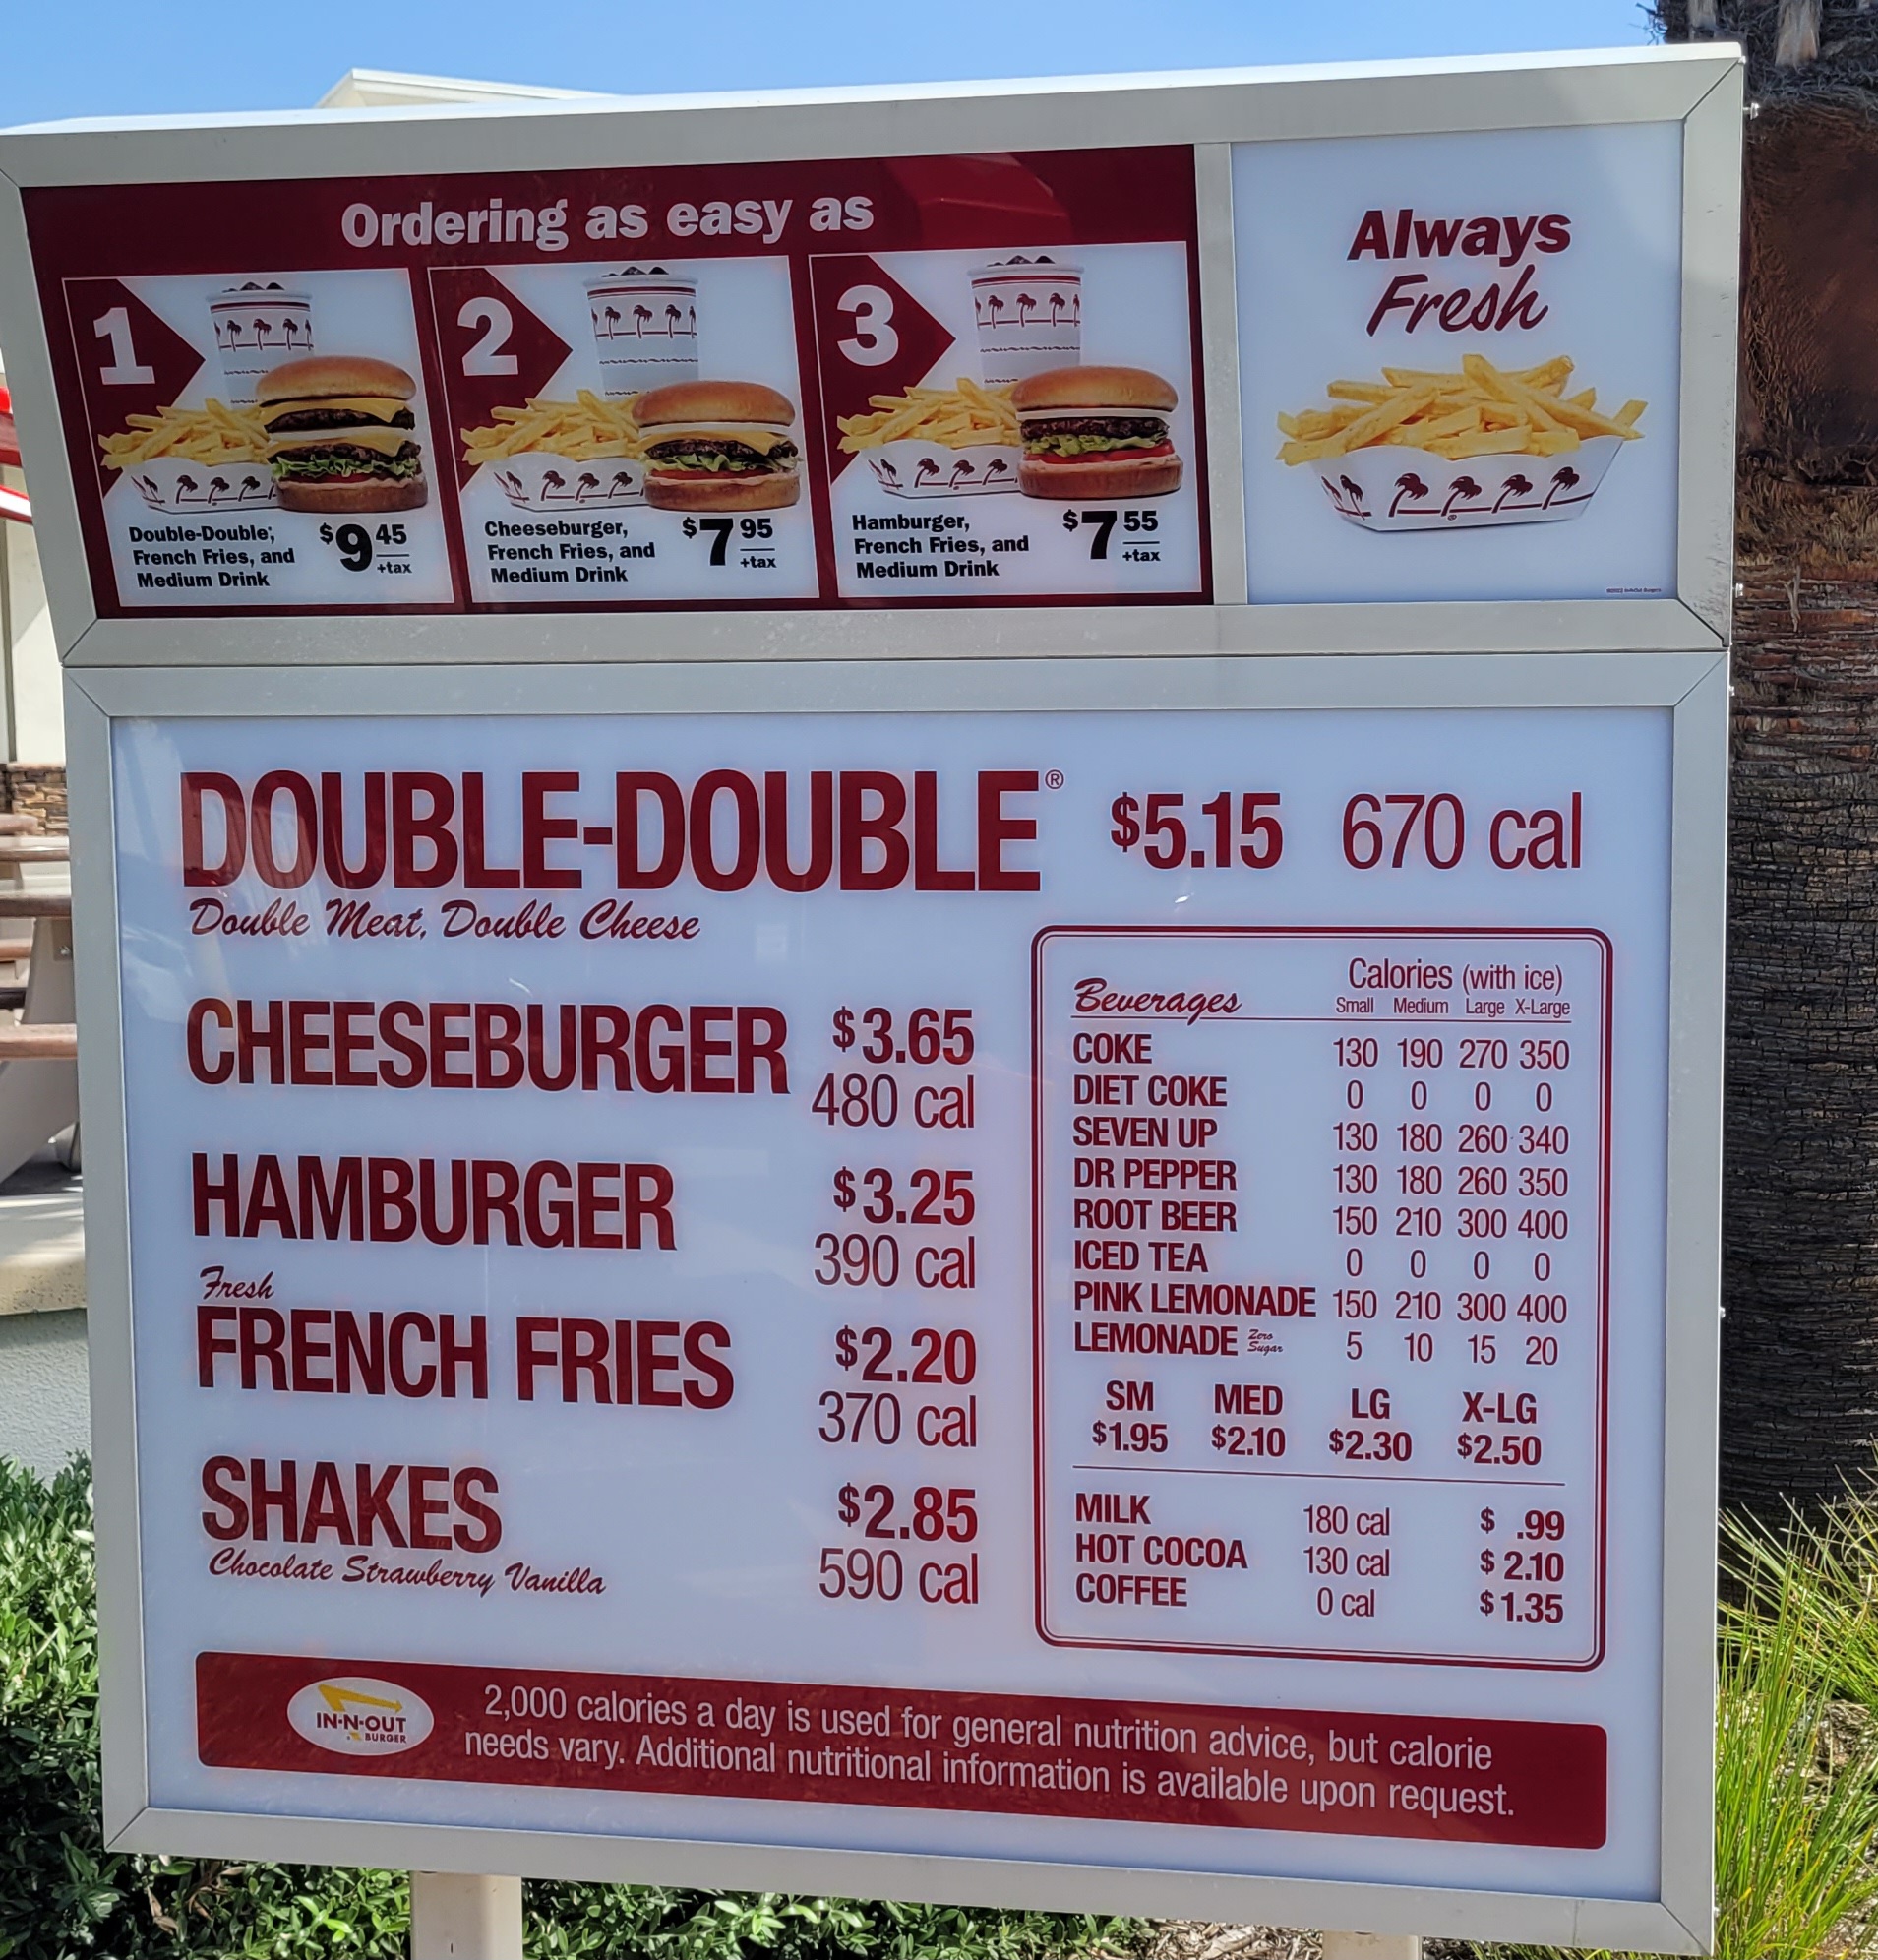 Ordering as easy as
1
Double-Double®,
French Fries, and
Medium Drink
$9 45
+tax
2
Cheeseburger,
French Fries, and
Medium Drink
$7 95
+tax
3
Hamburger,
French Fries, and
Medium Drink
$7 55
+tax
Always
Fresh
DOUBLE-DOUBLE® $5.15 670 cal
Double Meat, Double Cheese
CHEESEBURGER $3.65
480 cal
HAMBURGER $3.25
390 cal
Fresh
FRENCH FRIES $2.20
370 cal
SHAKES $2.85
Chocolate Strawberry Vanilla 590 cal
Calories (with ice)
Beverages Small Medium Large X-Large
COKE 130 190 270 350
DIET COKE 0 0 0 0
SEVEN UP 130 180 260 340
DR PEPPER 130 180 260 350
ROOT BEER 150 210 300 400
ICED TEA 0 0 0 0
PINK LEMONADE 150 210 300 400
LEMONADE Zero Sugar 5 10 15 20
SM MED LG X-LG
$1.95 $2.10 $2.30 $2.50
MILK 180 cal $ .99
HOT COCOA 130 cal $ 2.10
COFFEE 0 cal $ 1.35
IN-N-OUT
BURGER
2,000 calories a day is used for general nutrition advice, but calorie
needs vary. Additional nutritional information is available upon request.